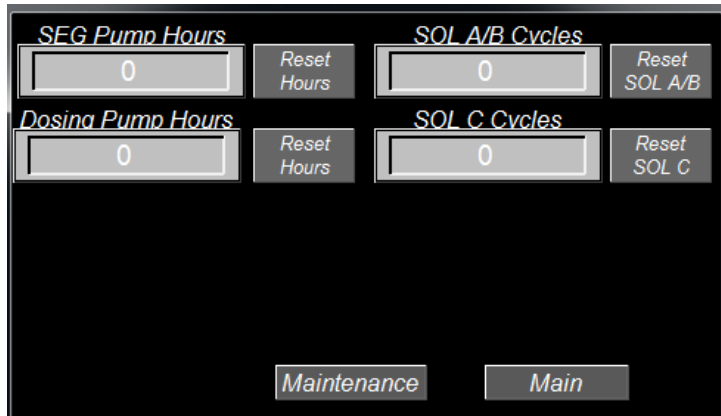 SEG Pump Hours
0
Reset
Hours
SOL A/B Cycles
0
Reset
SOL A/B
Dosing Pump Hours
0
Reset
Hours
SOL C Cycles
0
Reset
SOL C
Maintenance
Main